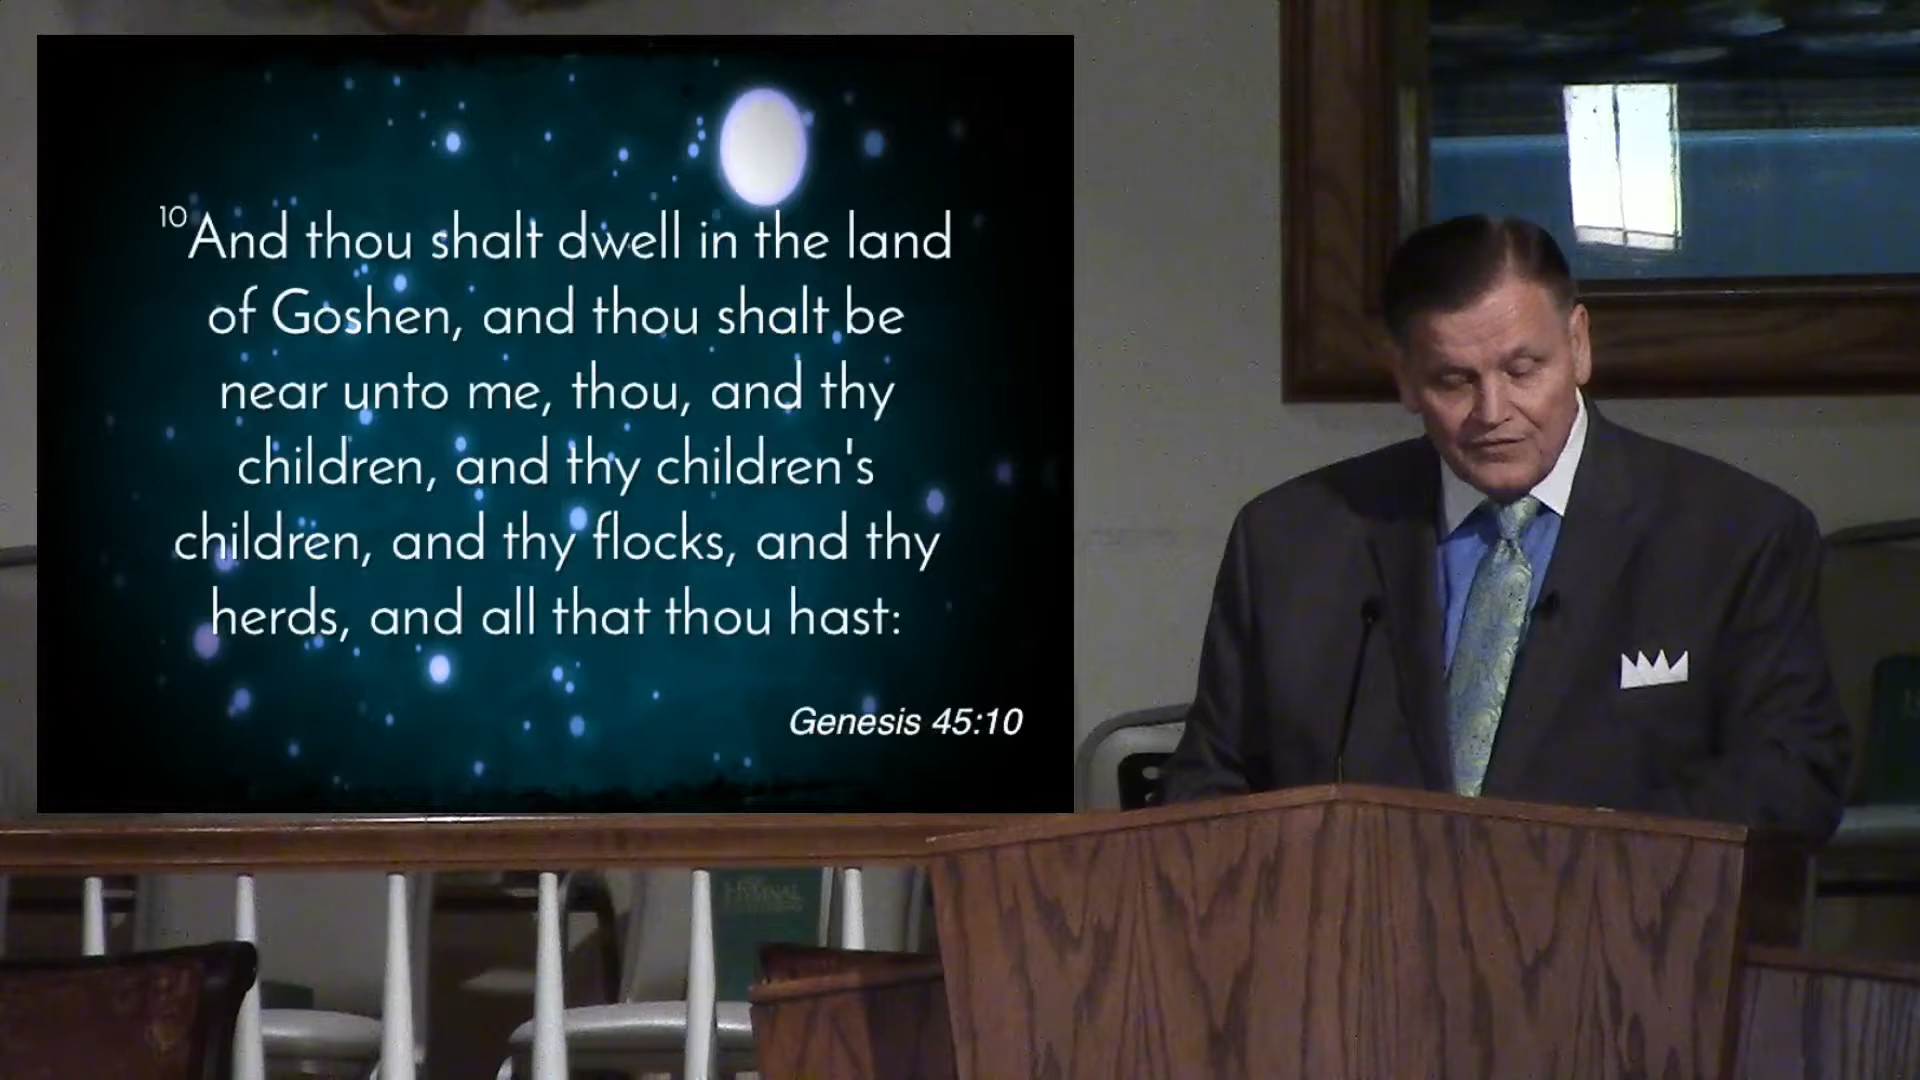 10And thou shalt dwell in the land
of Goshen, and thou shalt be
near unto me, thou, and thy
children, and thy children's
children, and thy flocks, and thy
herds, and all that thou hast:
Genesis 45:10
HYMNAL